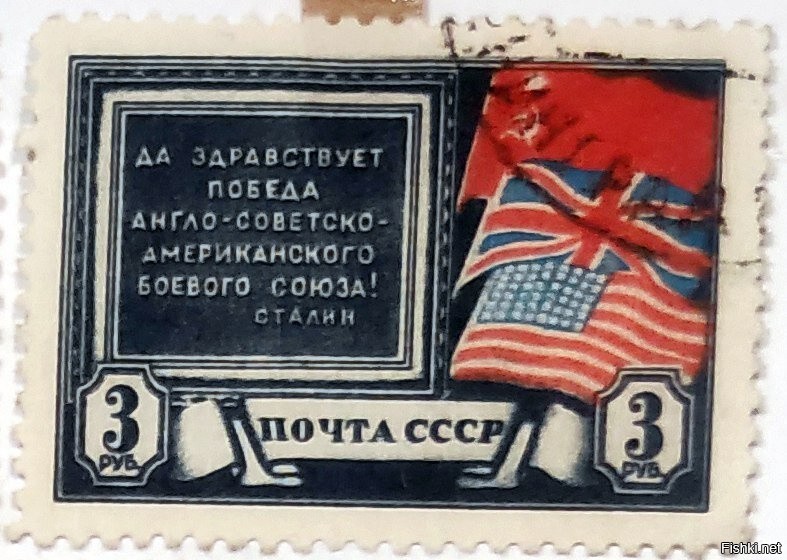 ДА ЗДРАВСТВУЕТ
ПОБЕДА
АНГЛО-СОВЕТСКО-
АМЕРИКАНСКОГО
БОЕВОГО СОЮЗА!
СТАЛИН
3
РУБ.
ПОЧТА СССР
3
РУБ.
Fishki.net